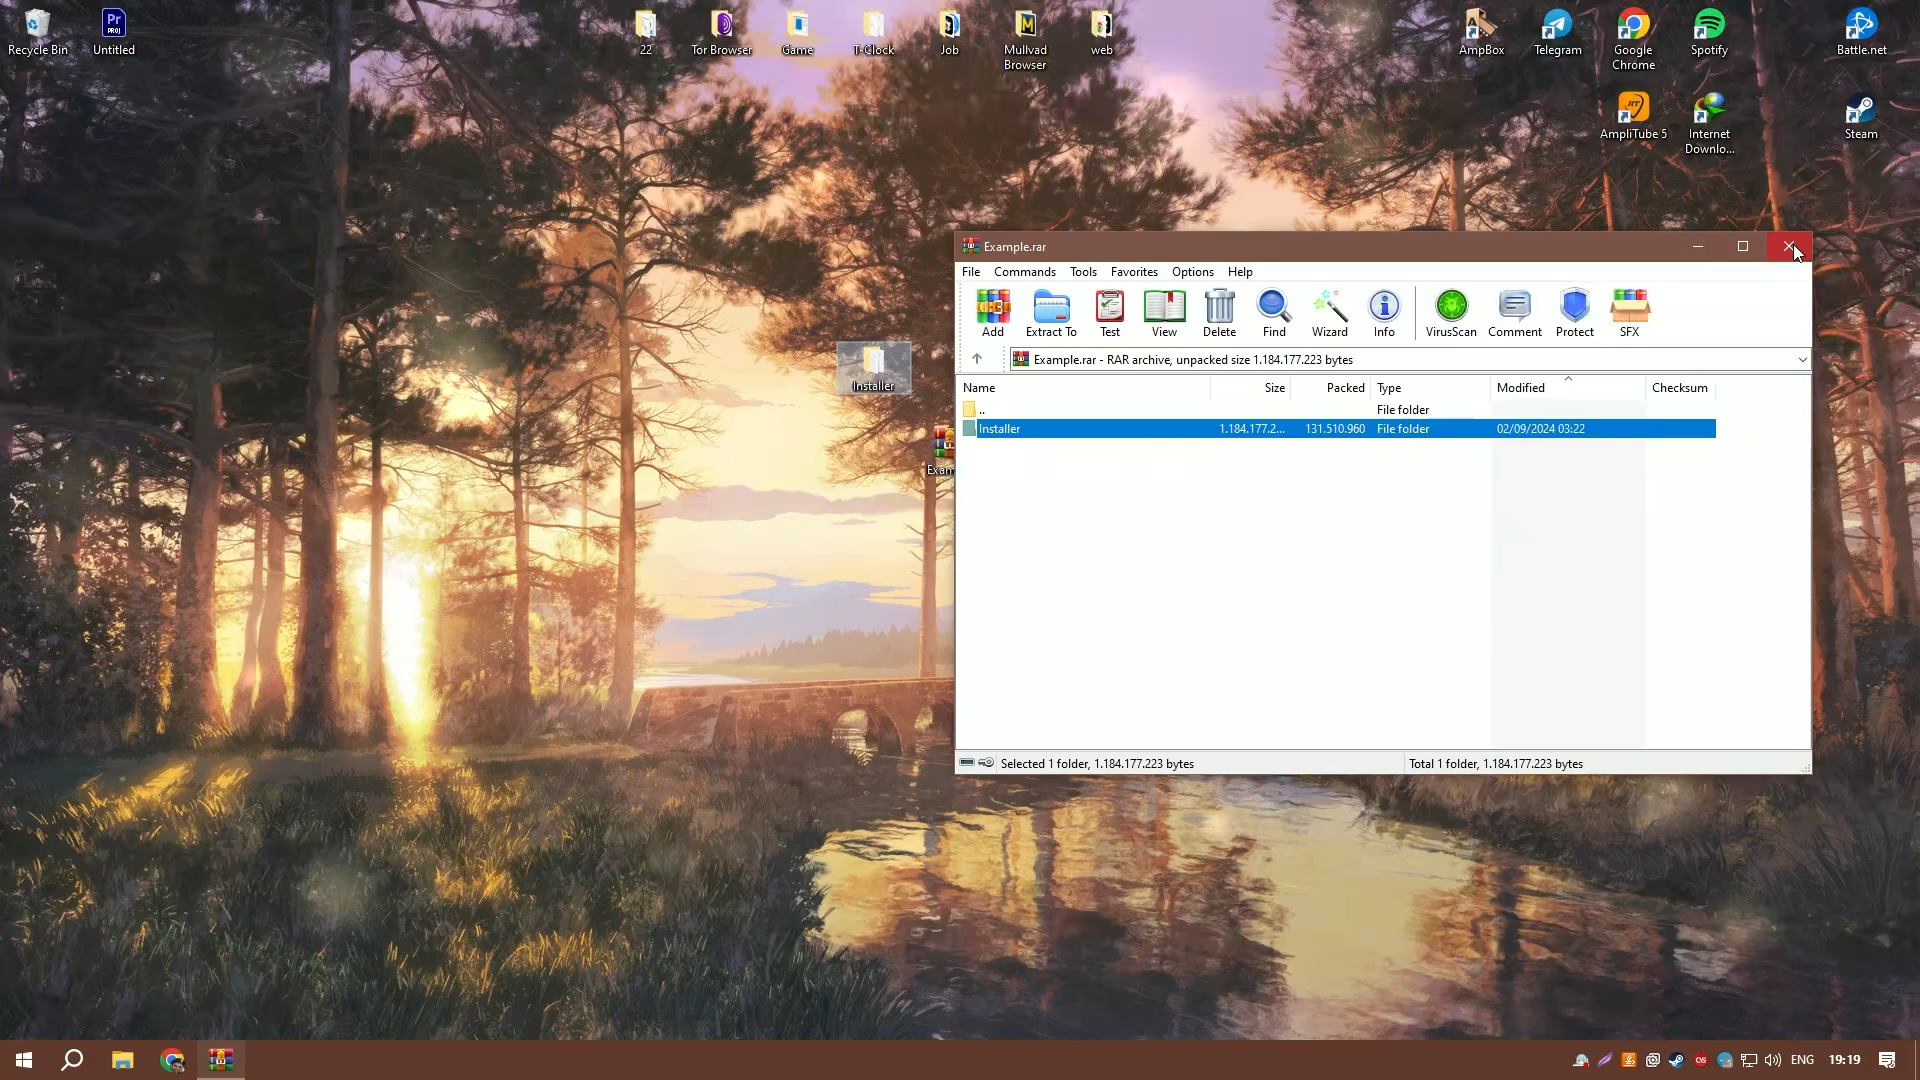 Recycle Bin
Untitled
22
Tor Browser
Game
T-Clock
Job
Mullvad
Browser
web
AmpBox
Telegram
Google
Chrome
Spotify
Battle.net
AmpliTube 5
Internet
Downlo...
Steam
Installer
Exam
Example.rar
File Commands Tools Favorites Options Help
Add Extract To Test View Delete Find Wizard Info VirusScan Comment Protect SFX
Example.rar - RAR archive, unpacked size 1.184.177.223 bytes
Name Size Packed Type Modified Checksum
.. File folder
Installer 1.184.177.2... 131.510.960 File folder 02/09/2024 03:22
Selected 1 folder, 1.184.177.223 bytes Total 1 folder, 1.184.177.223 bytes
ENG 19:19